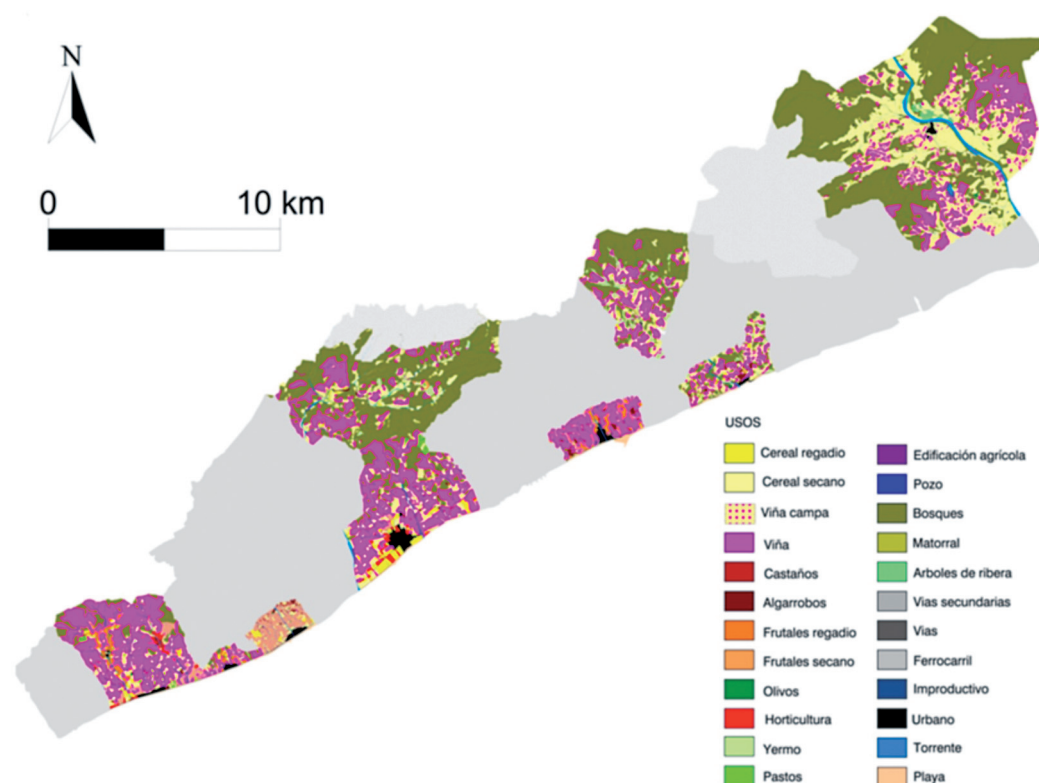 N
0 10 km
USOS
Cereal regadio
Cereal secano
Viña campa
Viña
Castaños
Algarrobos
Frutales regadio
Frutales secano
Olivos
Horticultura
Yermo
Pastos
Edificación agrícola
Pozo
Bosques
Matorral
Arboles de ribera
Vias secundarias
Vias
Ferrocarril
Improductivo
Urbano
Torrente
Playa